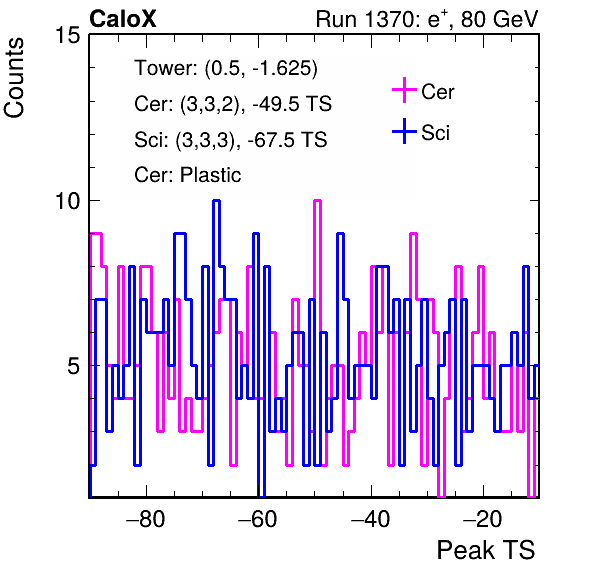 CaloX Run 1370: e⁺, 80 GeV
Counts
15
10
5
Tower: (0.5, -1.625)
Cer: (3,3,2), -49.5 TS
Sci: (3,3,3), -67.5 TS
Cer: Plastic
Cer
Sci
−80 −60 −40 −20
Peak TS